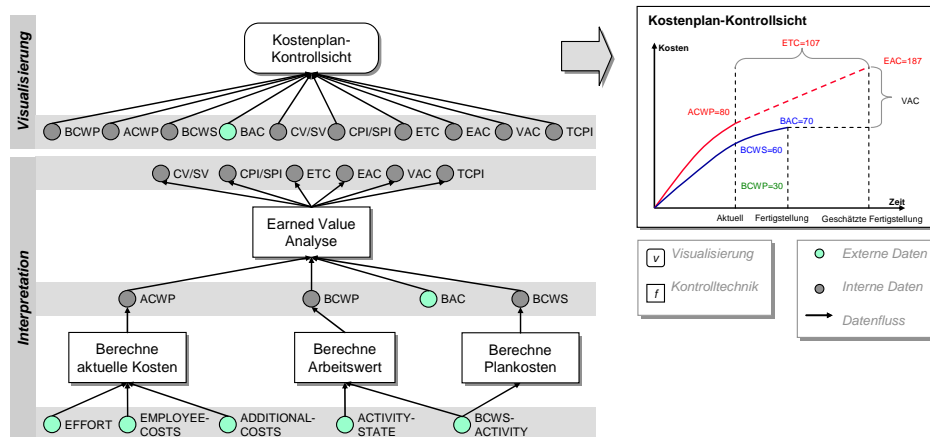 Visualisierung
Kostenplan-
Kontrollsicht
BCWP
ACWP
BCWS
BAC
CV/SV
CPI/SPI
ETC
EAC
VAC
TCPI
Interpretation
CV/SV
CPI/SPI
ETC
EAC
VAC
TCPI
Earned Value
Analyse
ACWP
BCWP
BAC
BCWS
Berechne
aktuelle Kosten
Berechne
Arbeitswert
Berechne
Plankosten
EFFORT
EMPLOYEE-
COSTS
ADDITIONAL-
COSTS
ACTIVITY-
STATE
BCWS-
ACTIVITY
Kostenplan-Kontrollsicht
Kosten
ETC=107
EAC=187
VAC
ACWP=80
BAC=70
BCWS=60
BCWP=30
Zeit
Aktuell
Fertigstellung
Geschätzte Fertigstellung
v Visualisierung
f Kontrolltechnik
Externe Daten
Interne Daten
Datenfluss